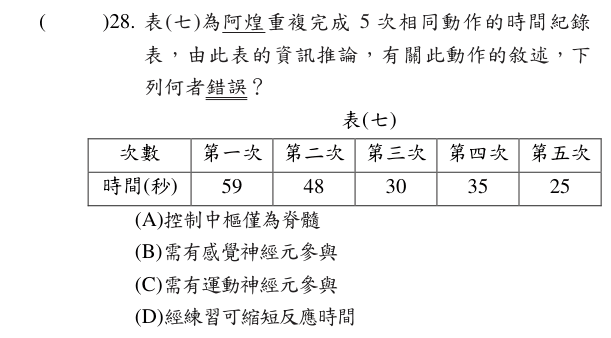 (　　)28. 表(七)為阿煌重複完成 5 次相同動作的時間紀錄
表，由此表的資訊推論，有關此動作的敘述，下
列何者錯誤？
表(七)
次數 第一次 第二次 第三次 第四次 第五次
時間(秒) 59 48 30 35 25
(A)控制中樞僅為脊髓
(B)需有感覺神經元參與
(C)需有運動神經元參與
(D)經練習可縮短反應時間